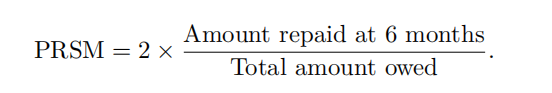 PRSM = 2 × Amount repaid at 6 months / Total amount owed.